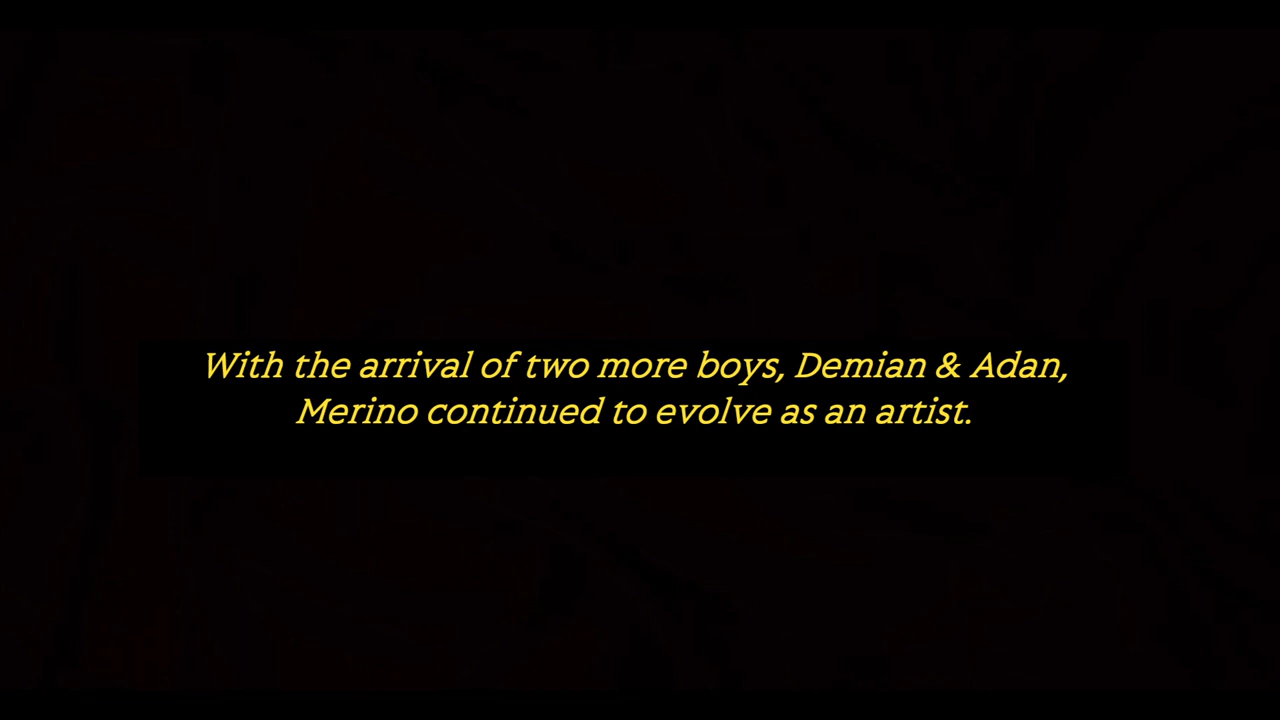 With the arrival of two more boys, Demian & Adan,
Merino continued to evolve as an artist.